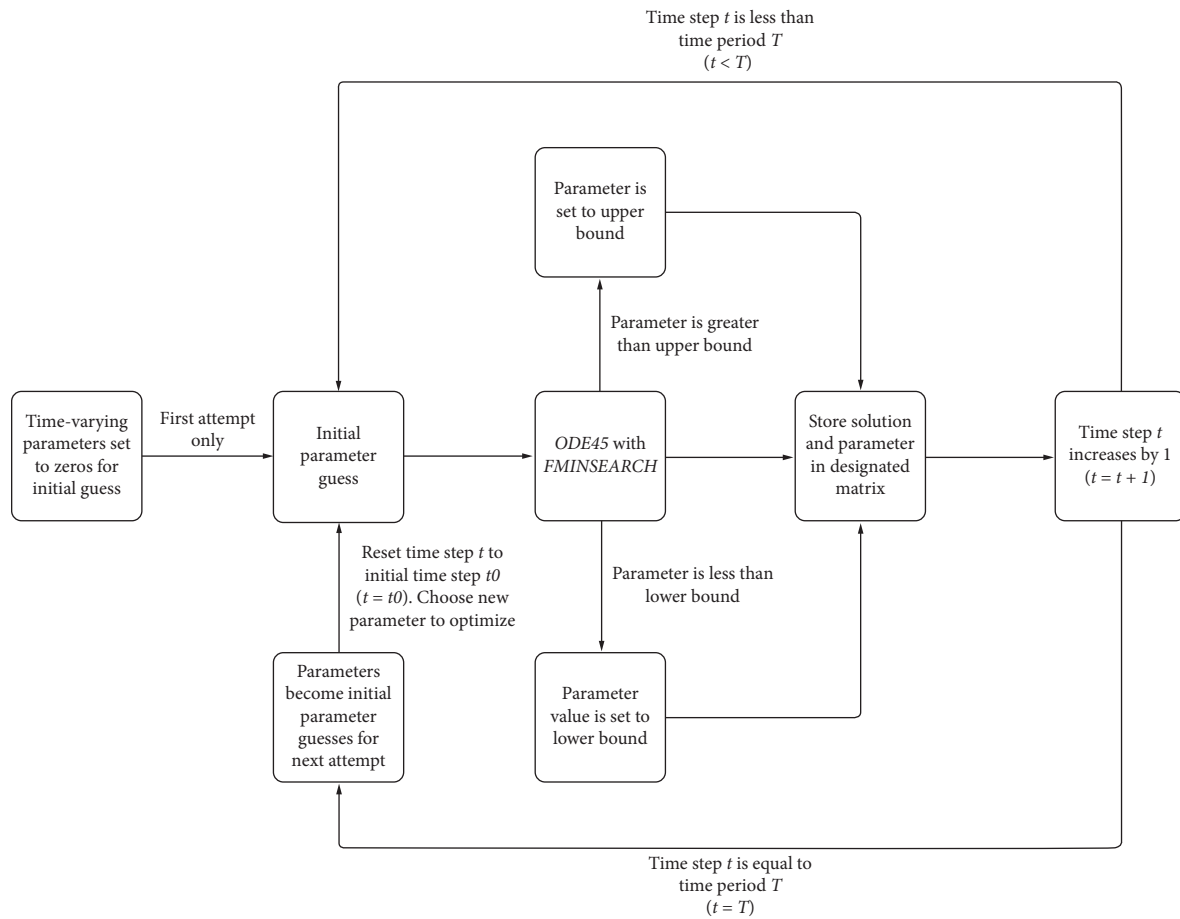 Time step t is less than
time period T
(t < T)
Parameter is
set to upper
bound
Parameter is greater
than upper bound
Time-varying
parameters set
to zeros for
initial guess
First attempt
only
Initial
parameter
guess
ODE45 with
FMINSEARCH
Store solution
and parameter
in designated
matrix
Time step t
increases by 1
(t = t + 1)
Reset time step t to
initial time step t0
(t = t0). Choose new
parameter to optimize
Parameter is less than
lower bound
Parameters
become initial
parameter
guesses for
next attempt
Parameter
value is set to
lower bound
Time step t is equal to
time period T
(t = T)